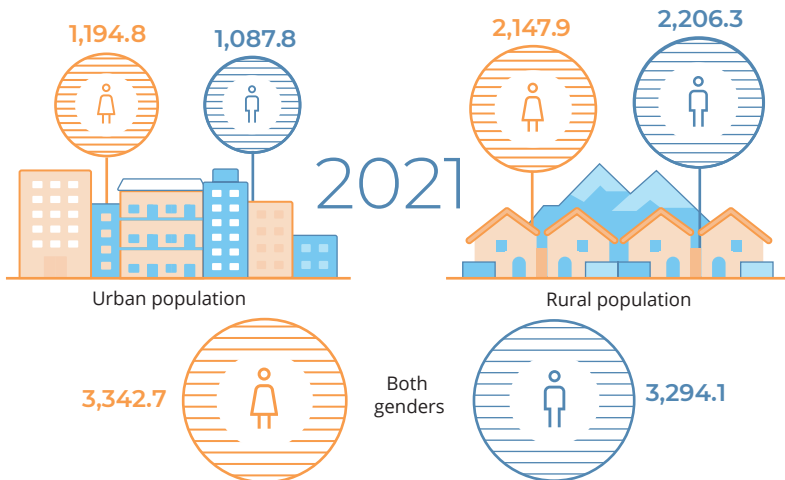 1,194.8
1,087.8
2,147.9
2,206.3
2021
Urban population
Rural population
3,342.7
Both
genders
3,294.1